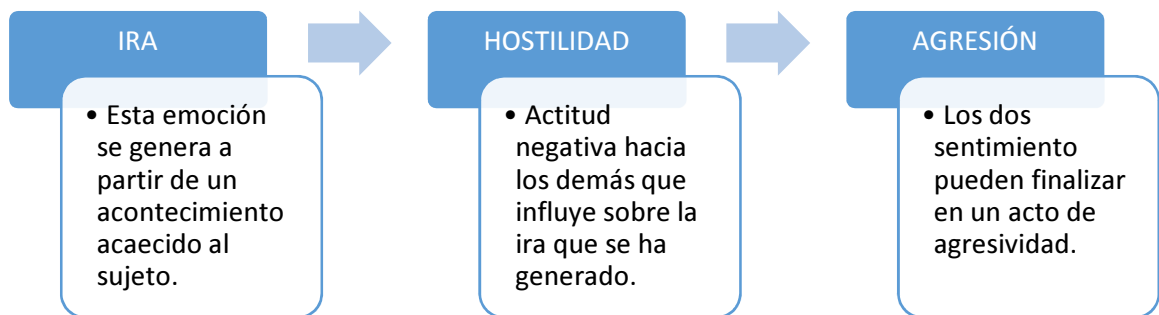 IRA
• Esta emoción
se genera a
partir de un
acontecimiento
acaecido al
sujeto.
HOSTILIDAD
• Actitud
negativa hacia
los demás que
influye sobre la
ira que se ha
generado.
AGRESIÓN
• Los dos
sentimiento
pueden finalizar
en un acto de
agresividad.